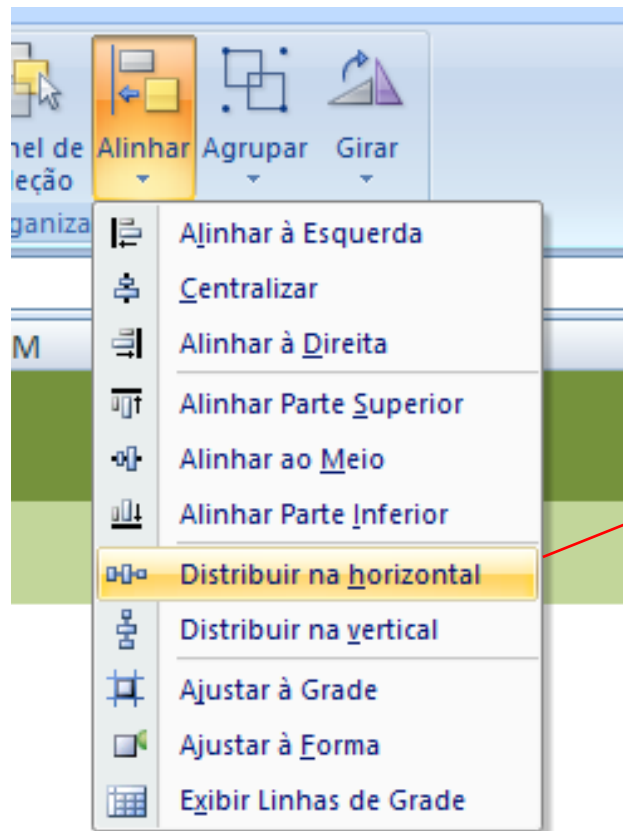 nel de
leção
Alinhar
Agrupar
Girar
ganiza
M
Alinhar à Esquerda
Centralizar
Alinhar à Direita
Alinhar Parte Superior
Alinhar ao Meio
Alinhar Parte Inferior
Distribuir na horizontal
Distribuir na vertical
Ajustar à Grade
Ajustar à Forma
Exibir Linhas de Grade